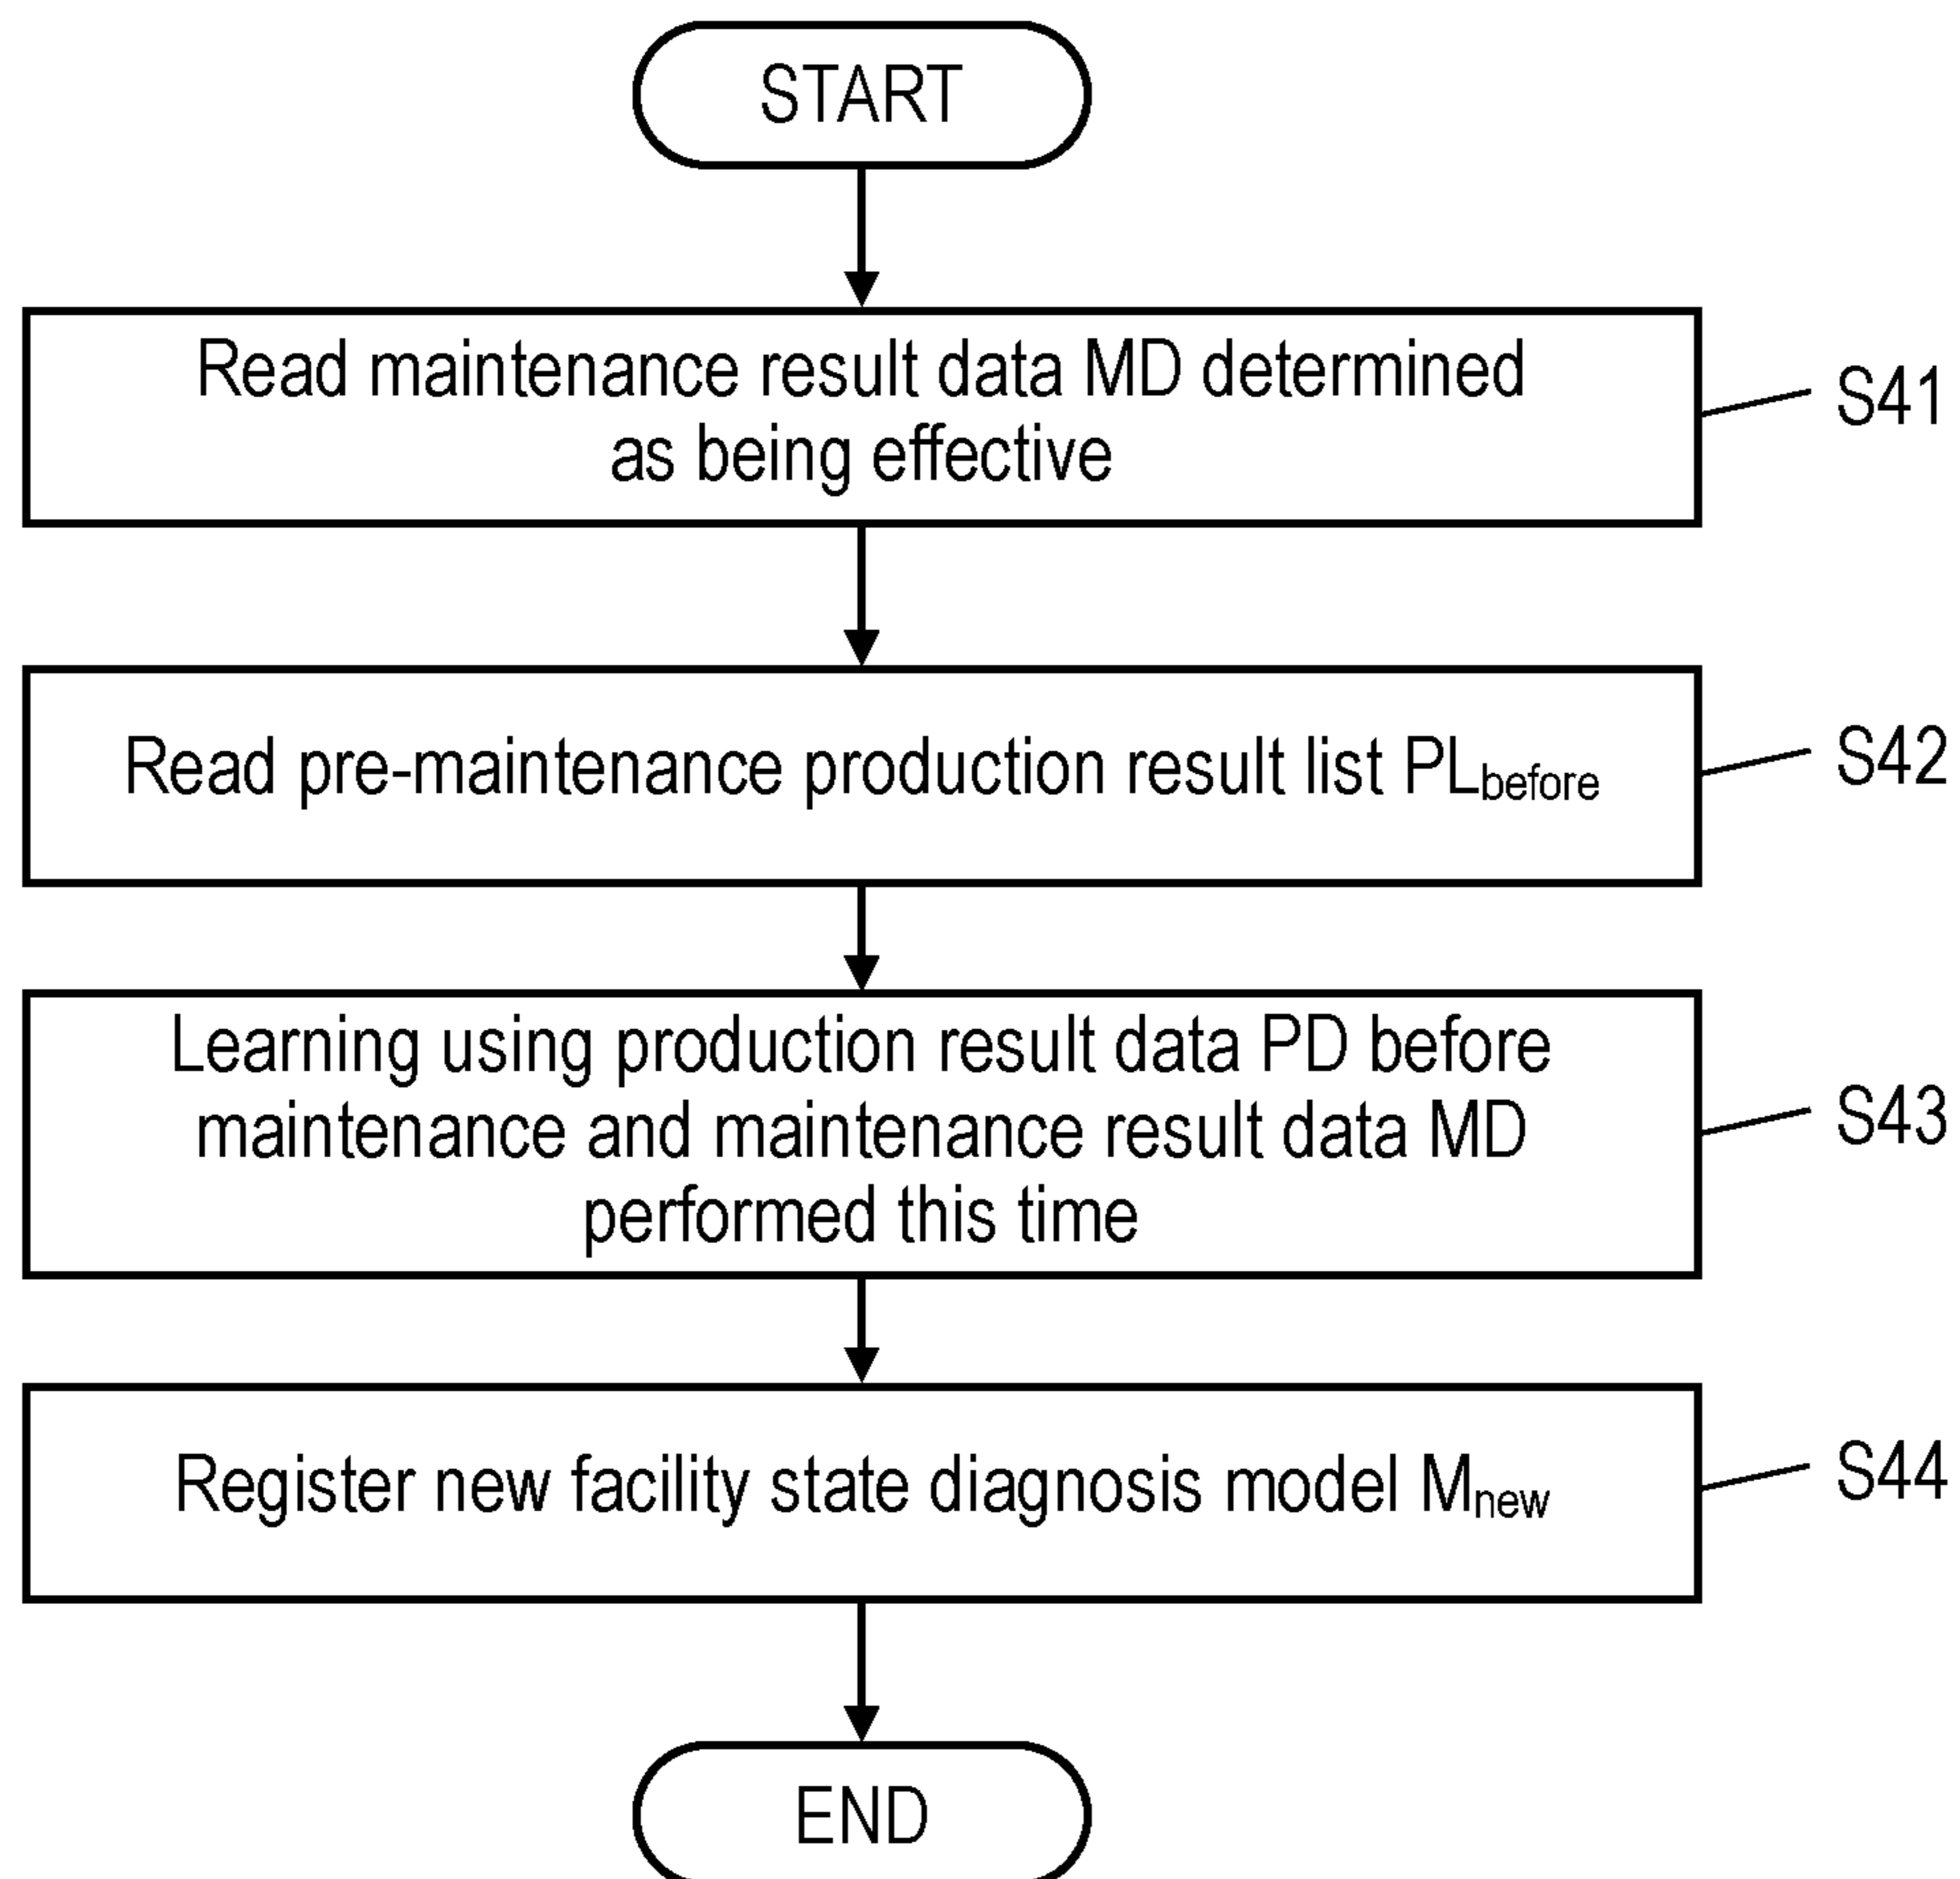 START
Read maintenance result data MD determined
as being effective
S41
Read pre-maintenance production result list PLbefore
S42
Learning using production result data PD before
maintenance and maintenance result data MD
performed this time
S43
Register new facility state diagnosis model Mnew
S44
END